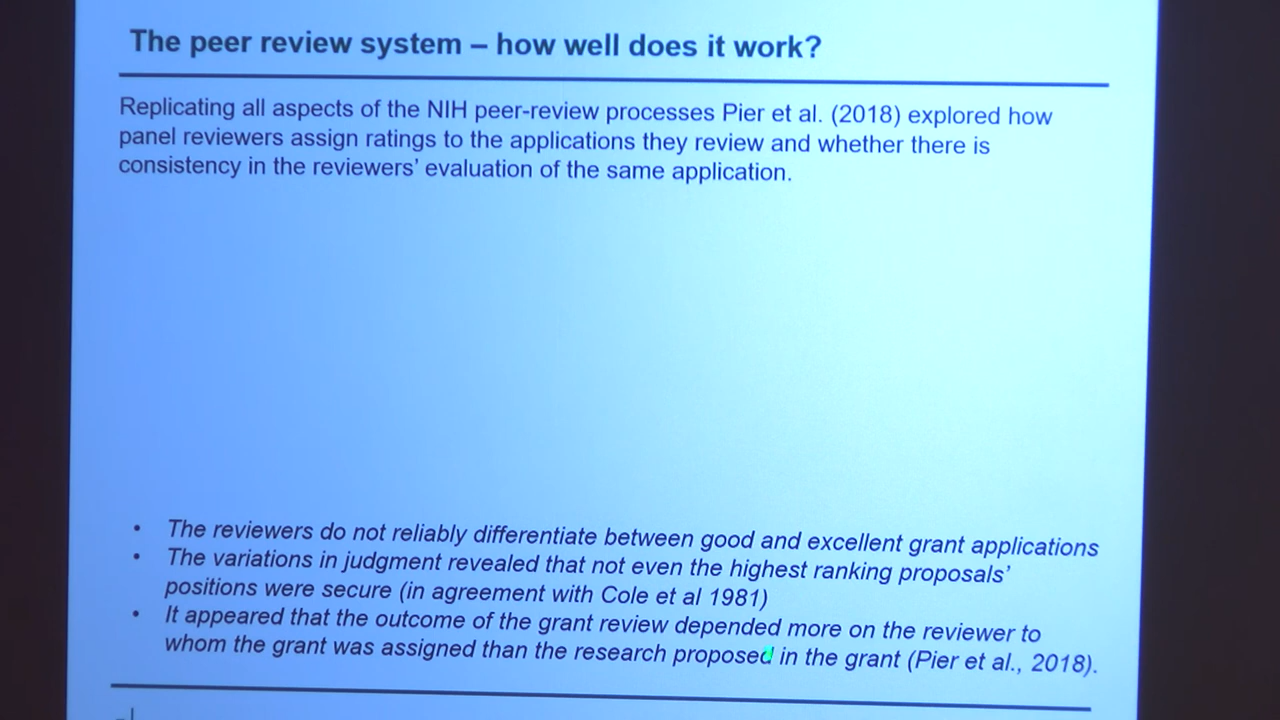 The peer review system – how well does it work?
Replicating all aspects of the NIH peer-review processes Pier et al. (2018) explored how
panel reviewers assign ratings to the applications they review and whether there is
consistency in the reviewers’ evaluation of the same application.
• The reviewers do not reliably differentiate between good and excellent grant applications
• The variations in judgment revealed that not even the highest ranking proposals’
positions were secure (in agreement with Cole et al 1981)
• It appeared that the outcome of the grant review depended more on the reviewer to
whom the grant was assigned than the research proposed in the grant (Pier et al., 2018).